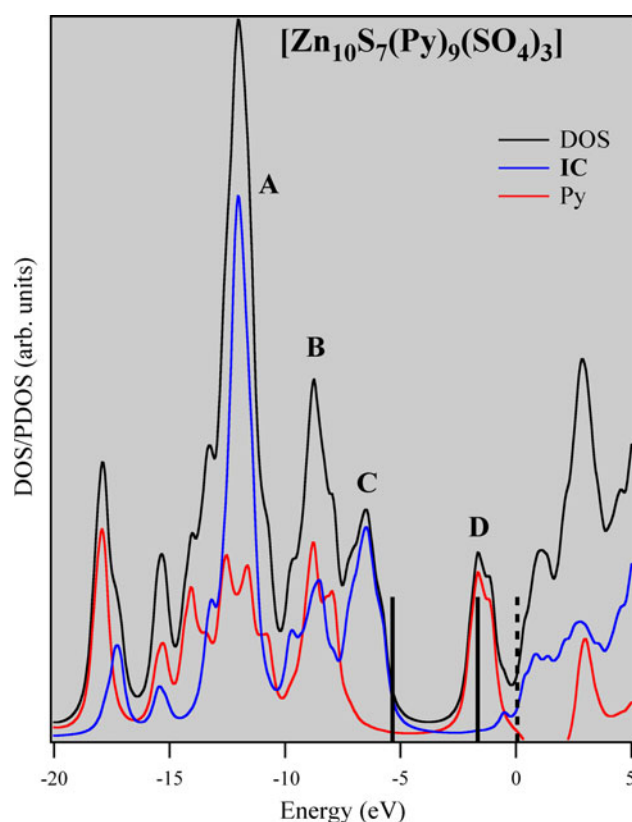 [Zn₁₀S₇(Py)₉(SO₄)₃]
DOS
IC
Py
A
B
C
D
DOS/PDOS (arb. units)
-20 -15 -10 -5 0 5
Energy (eV)